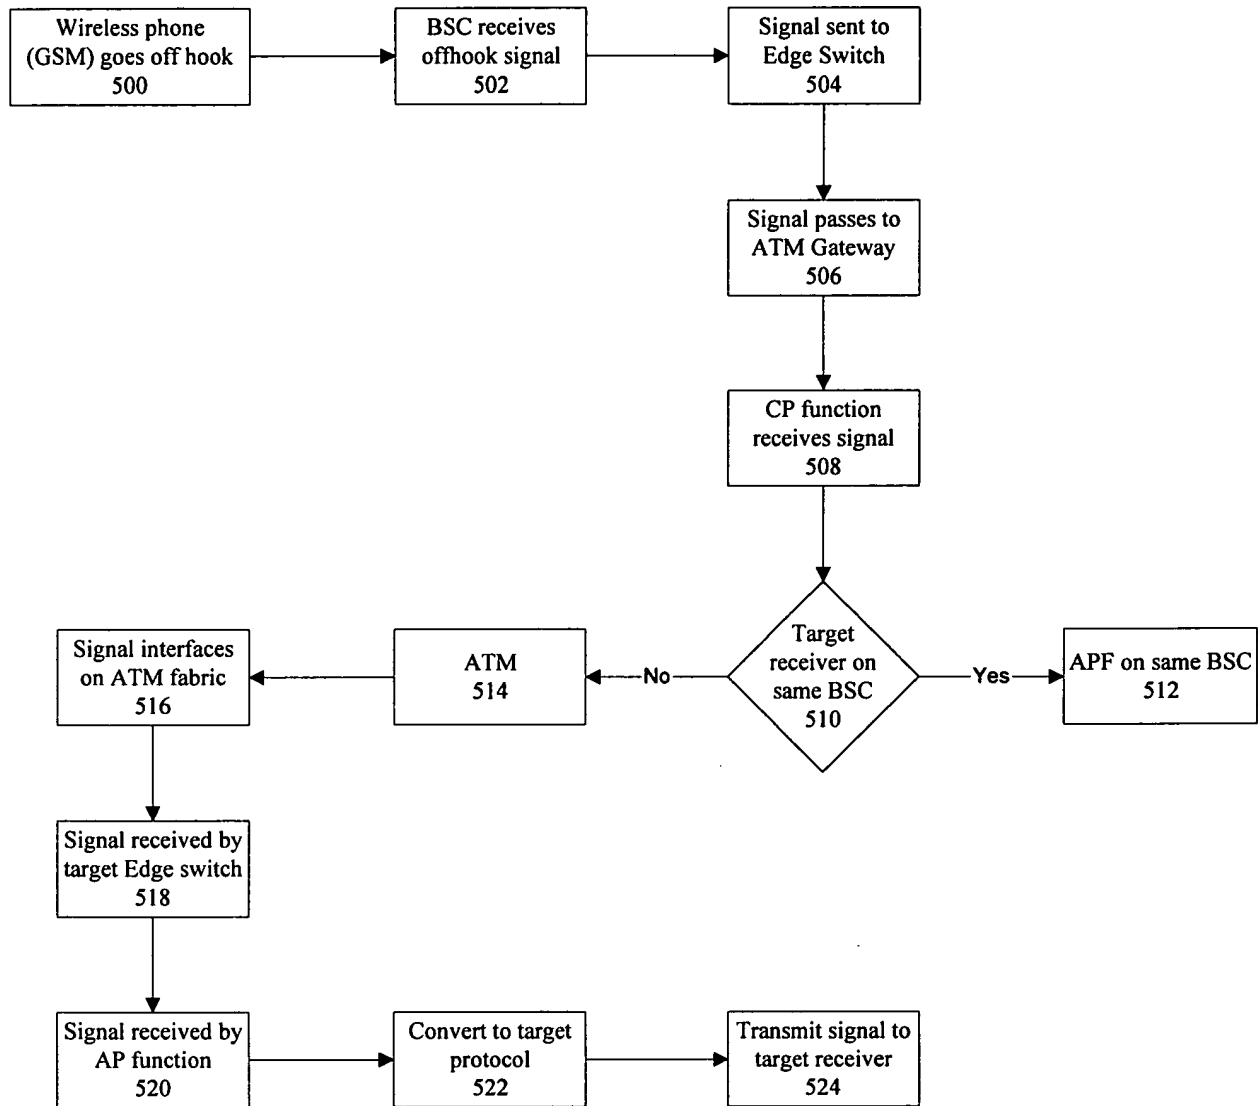 Wireless phone
(GSM) goes off hook
500
BSC receives
offhook signal
502
Signal sent to
Edge Switch
504
Signal passes to
ATM Gateway
506
CP function
receives signal
508
Target
receiver on
same BSC
510
No
Yes
APF on same BSC
512
ATM
514
Signal interfaces
on ATM fabric
516
Signal received by
target Edge switch
518
Signal received by
AP function
520
Convert to target
protocol
522
Transmit signal to
target receiver
524